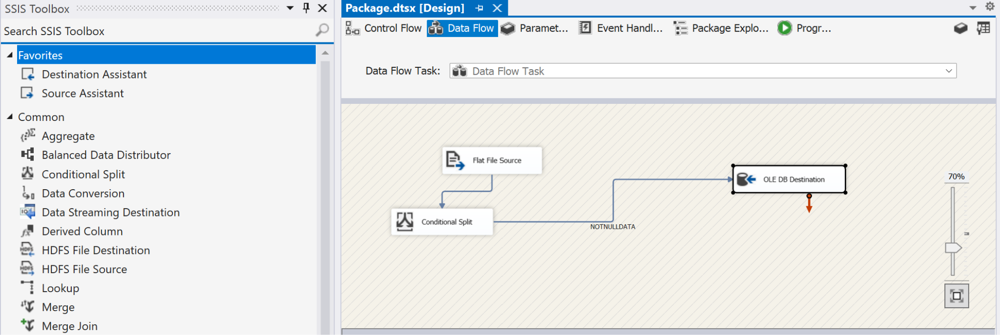 SSIS Toolbox
Search SSIS Toolbox
Favorites
Destination Assistant
Source Assistant
Common
Aggregate
Balanced Data Distributor
Conditional Split
Data Conversion
Data Streaming Destination
Derived Column
HDFS File Destination
HDFS File Source
Lookup
Merge
Merge Join
Package.dtsx [Design]
Control Flow
Data Flow
Paramet...
Event Handl...
Package Explo...
Progr...
Data Flow Task:
Data Flow Task
Flat File Source
OLE DB Destination
70%
Conditional Split
NOTNULLDATA